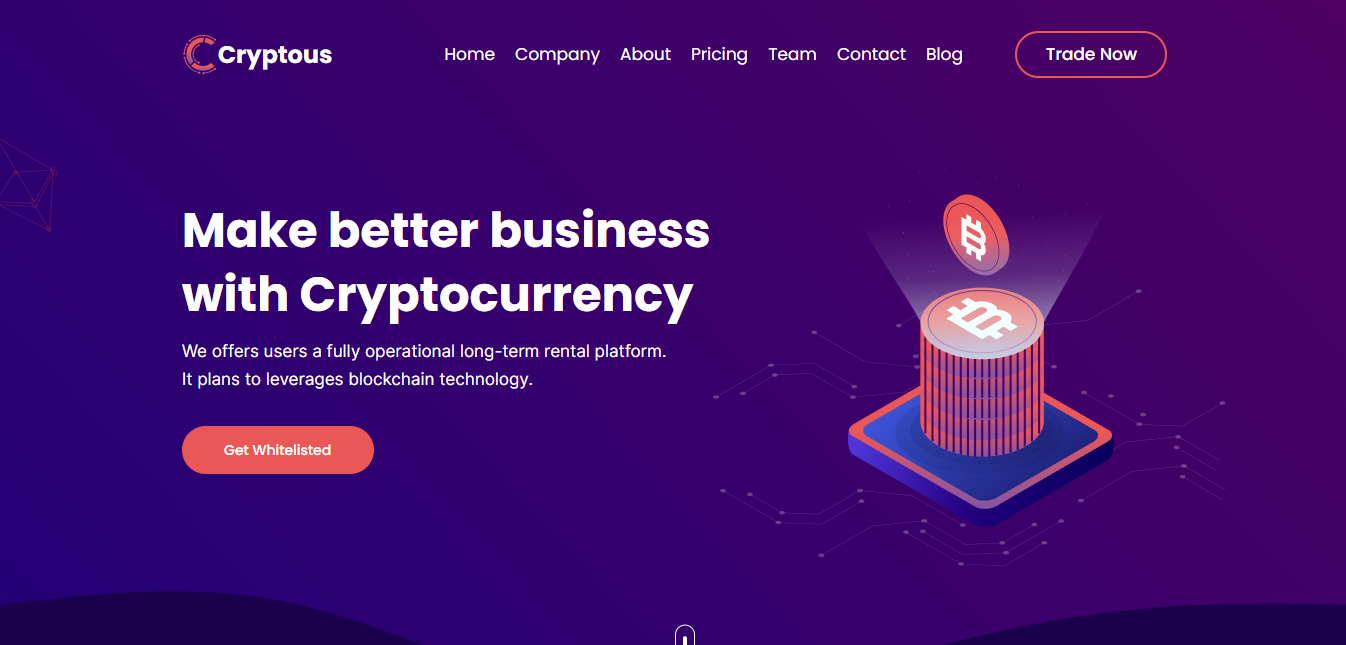 Cryptous
Home Company About Pricing Team Contact Blog
Trade Now
Make better business
with Cryptocurrency
We offers users a fully operational long-term rental platform.
It plans to leverages blockchain technology.
Get Whitelisted